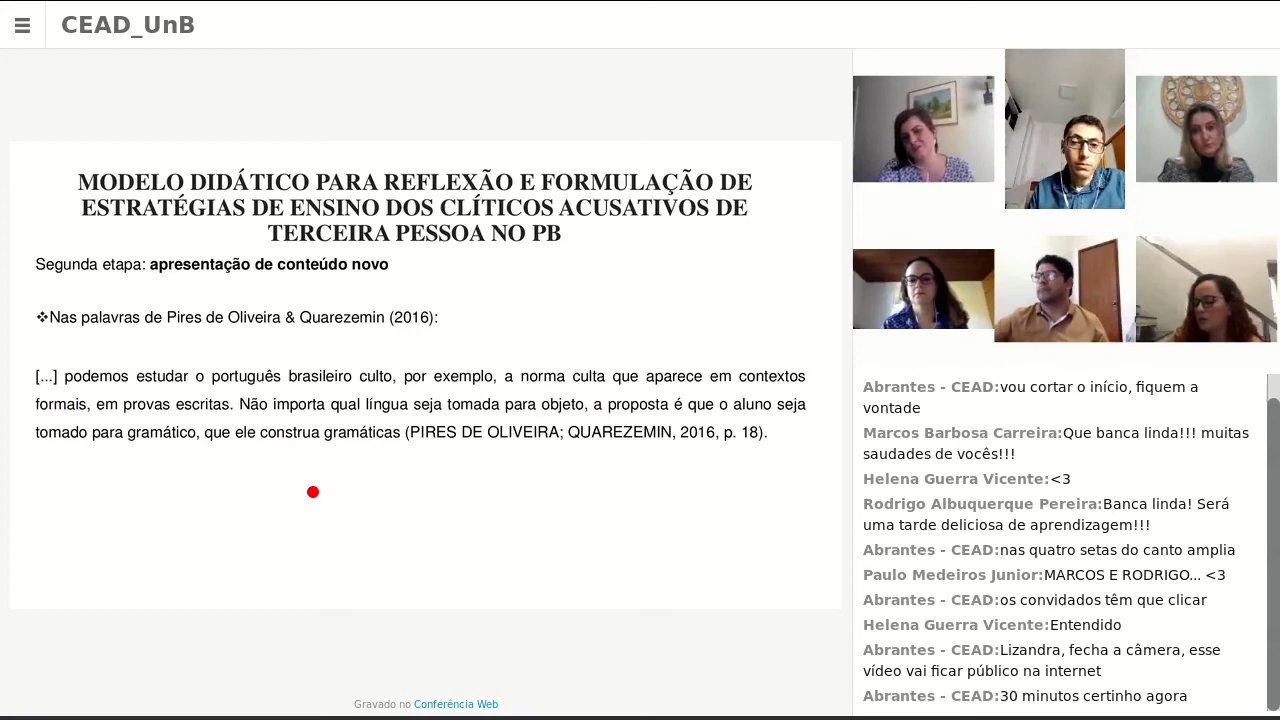 CEAD_UnB
MODELO DIDÁTICO PARA REFLEXÃO E FORMULAÇÃO DE
ESTRATÉGIAS DE ENSINO DOS CLÍTICOS ACUSATIVOS DE
TERCEIRA PESSOA NO PB
Segunda etapa: apresentação de conteúdo novo
❖Nas palavras de Pires de Oliveira & Quarezemin (2016):
[...] podemos estudar o português brasileiro culto, por exemplo, a norma culta que aparece em contextos
formais, em provas escritas. Não importa qual língua seja tomada para objeto, a proposta é que o aluno seja
tomado para gramático, que ele construa gramáticas (PIRES DE OLIVEIRA; QUAREZEMIN, 2016, p. 18).
Gravado no Conferência Web
Abrantes - CEAD:vou cortar o início, fiquem a
vontade
Marcos Barbosa Carreira:Que banca linda!!! muitas
saudades de vocês!!!
Helena Guerra Vicente:<3
Rodrigo Albuquerque Pereira:Banca linda! Será
uma tarde deliciosa de aprendizagem!!!
Abrantes - CEAD:nas quatro setas do canto amplia
Paulo Medeiros Junior:MARCOS E RODRIGO... <3
Abrantes - CEAD:os convidados têm que clicar
Helena Guerra Vicente:Entendido
Abrantes - CEAD:Lizandra, fecha a câmera, esse
vídeo vai ficar público na internet
Abrantes - CEAD:30 minutos certinho agora